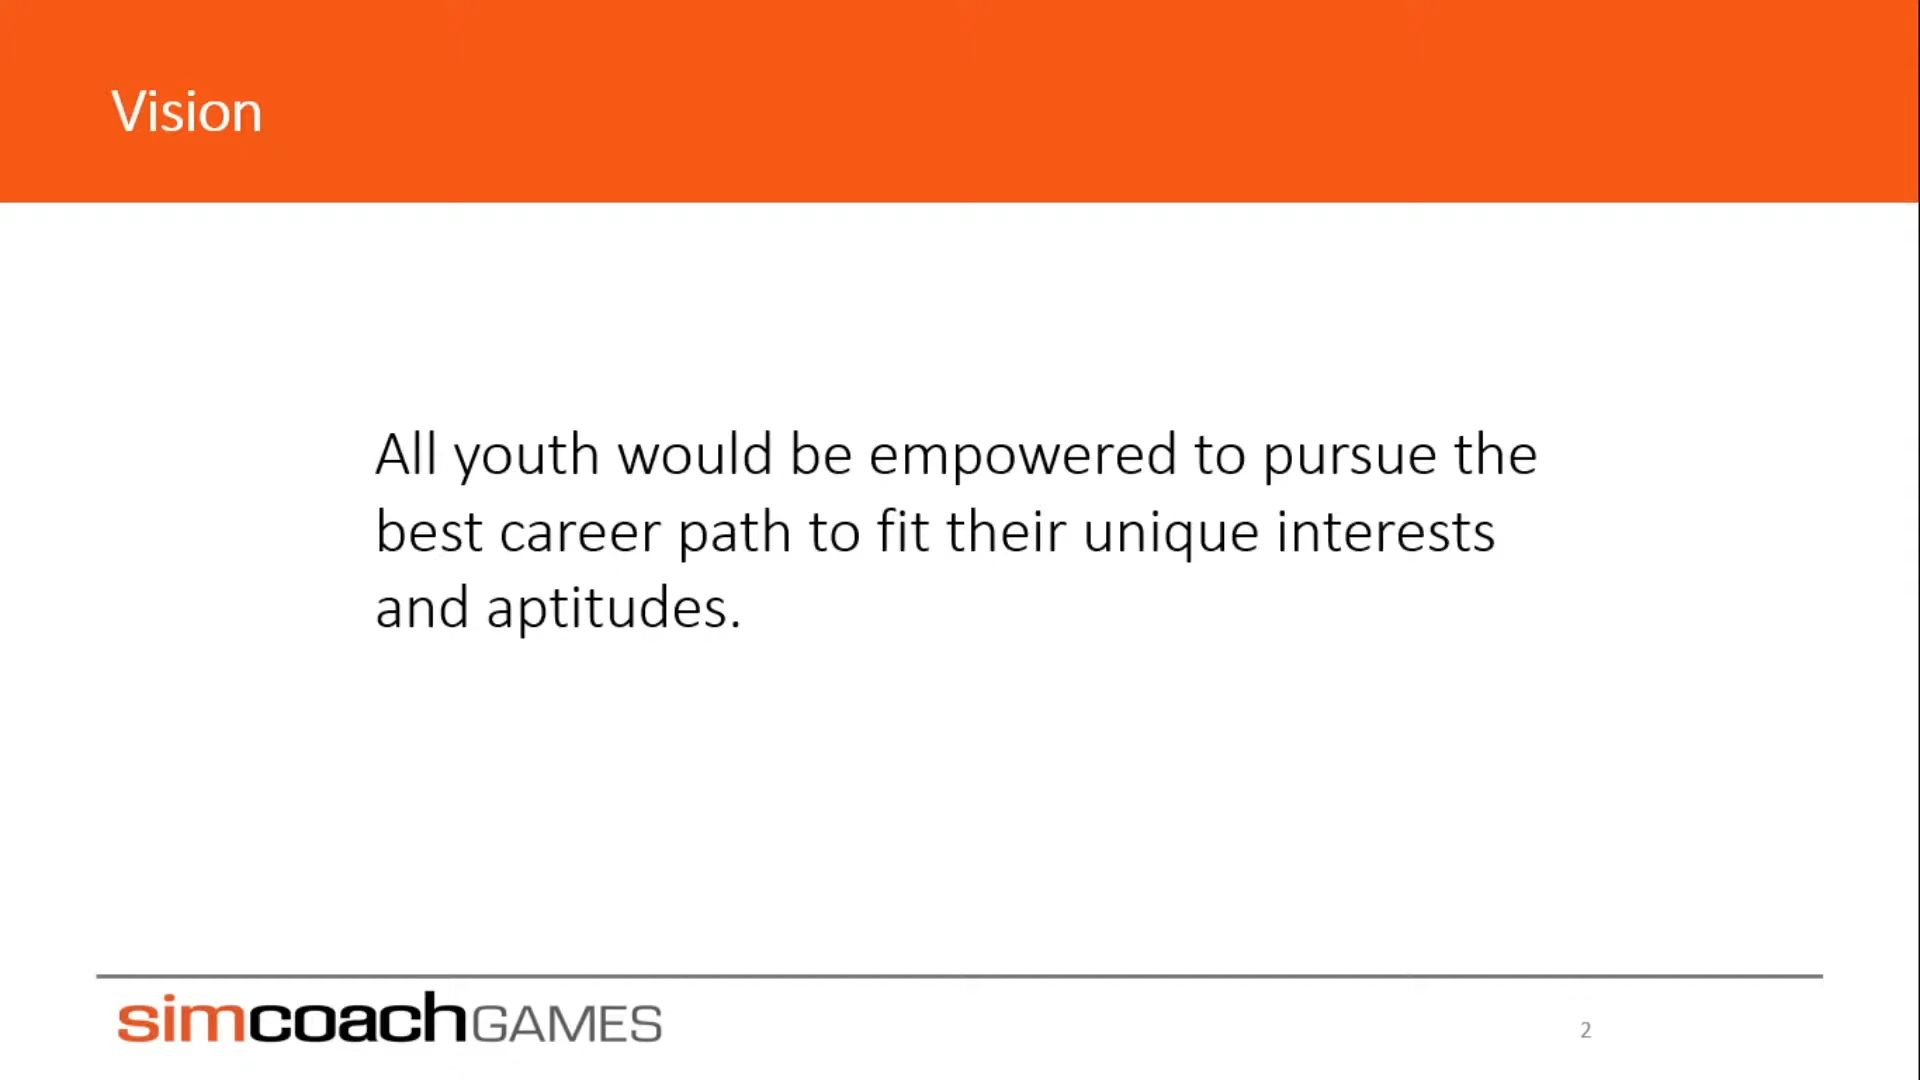 Vision
All youth would be empowered to pursue the
best career path to fit their unique interests
and aptitudes.
simcoachGAMES
2